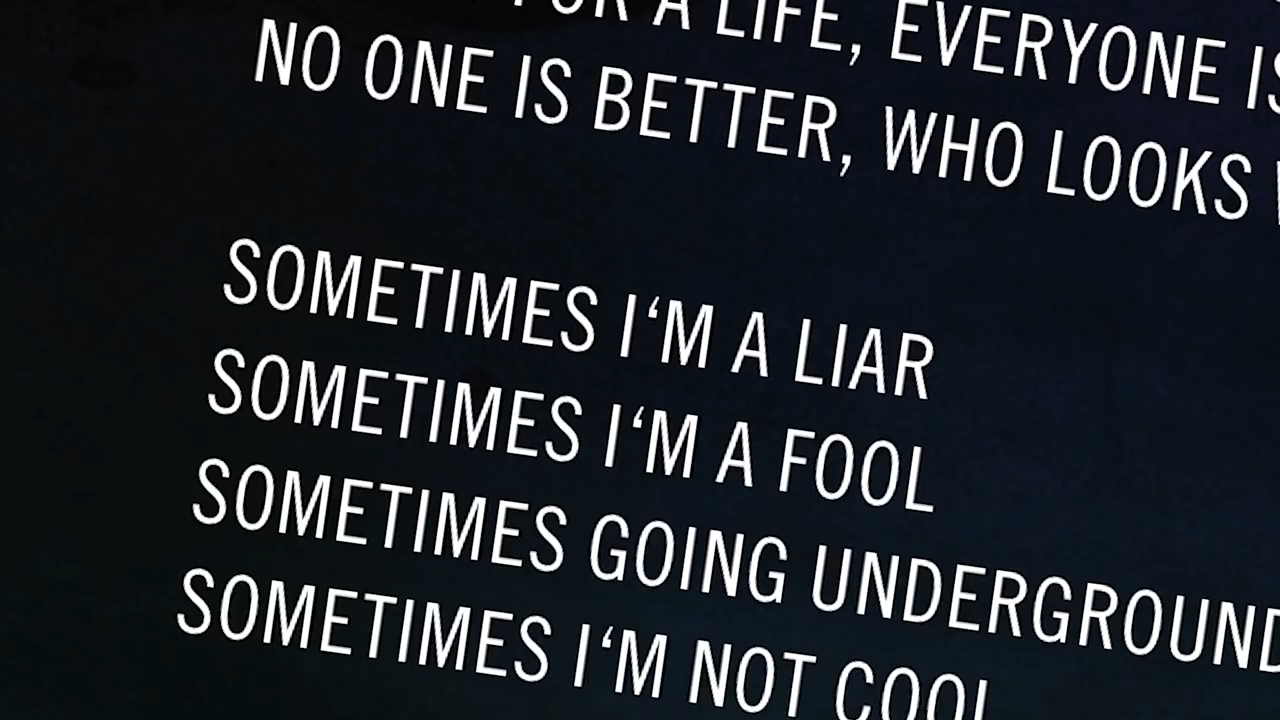 FOR A LIFE, EVERYONE IS
NO ONE IS BETTER, WHO LOOKS
SOMETIMES I‘M A LIAR
SOMETIMES I‘M A FOOL
SOMETIMES GOING UNDERGROUND
SOMETIMES I‘M NOT COOL